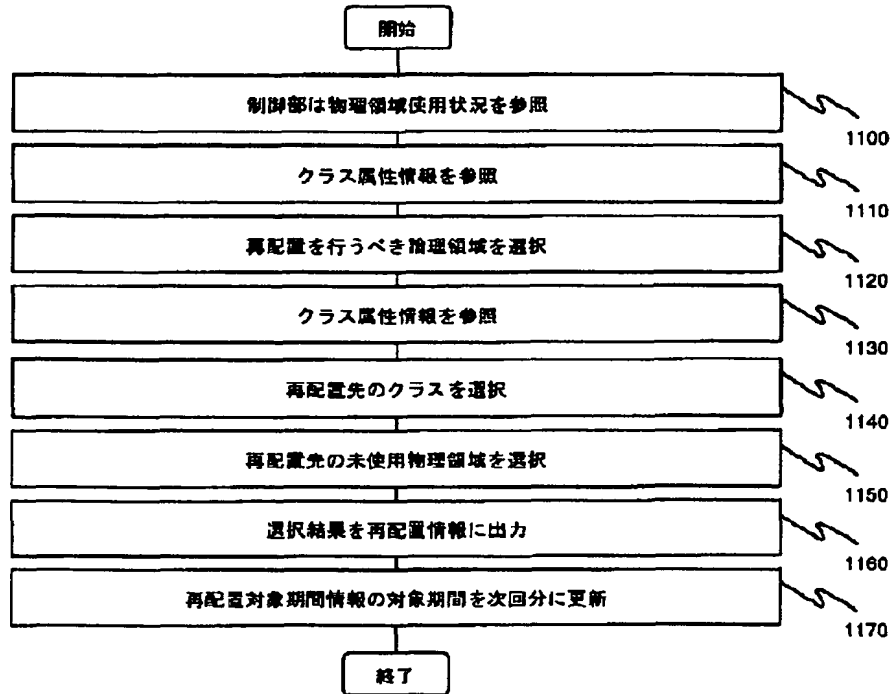 開始
制御部は物理領域使用状況を参照
1100
クラス属性情報を参照
1110
再配置を行うべき論理領域を選択
1120
クラス属性情報を参照
1130
再配置先のクラスを選択
1140
再配置先の未使用物理領域を選択
1150
選択結果を再配置情報に出力
1160
再配置対象期間情報の対象期間を次回分に更新
1170
終了